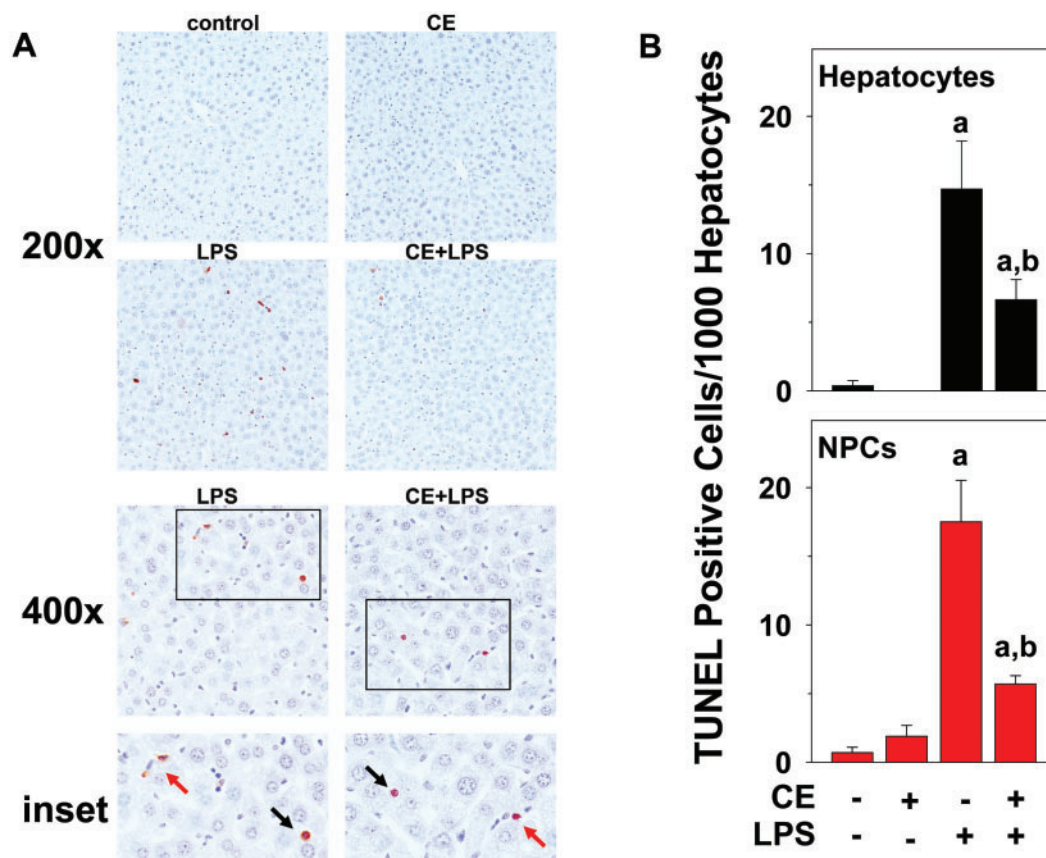 A
control
CE
200x
LPS
CE+LPS
400x
LPS
CE+LPS
inset
B
TUNEL Positive Cells/1000 Hepatocytes
Hepatocytes
20
10
0
a
a,b
NPCs
20
10
0
a
a,b
CE - + - +
LPS - - + +